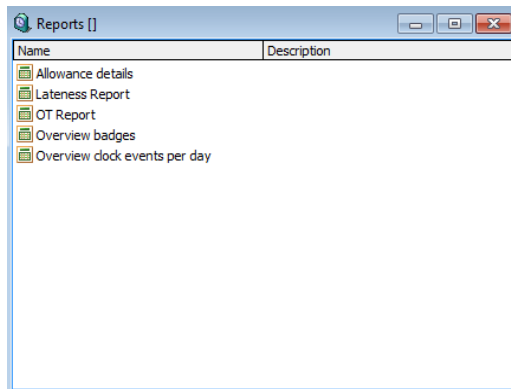 Reports []
Name Description
Allowance details
Lateness Report
OT Report
Overview badges
Overview clock events per day